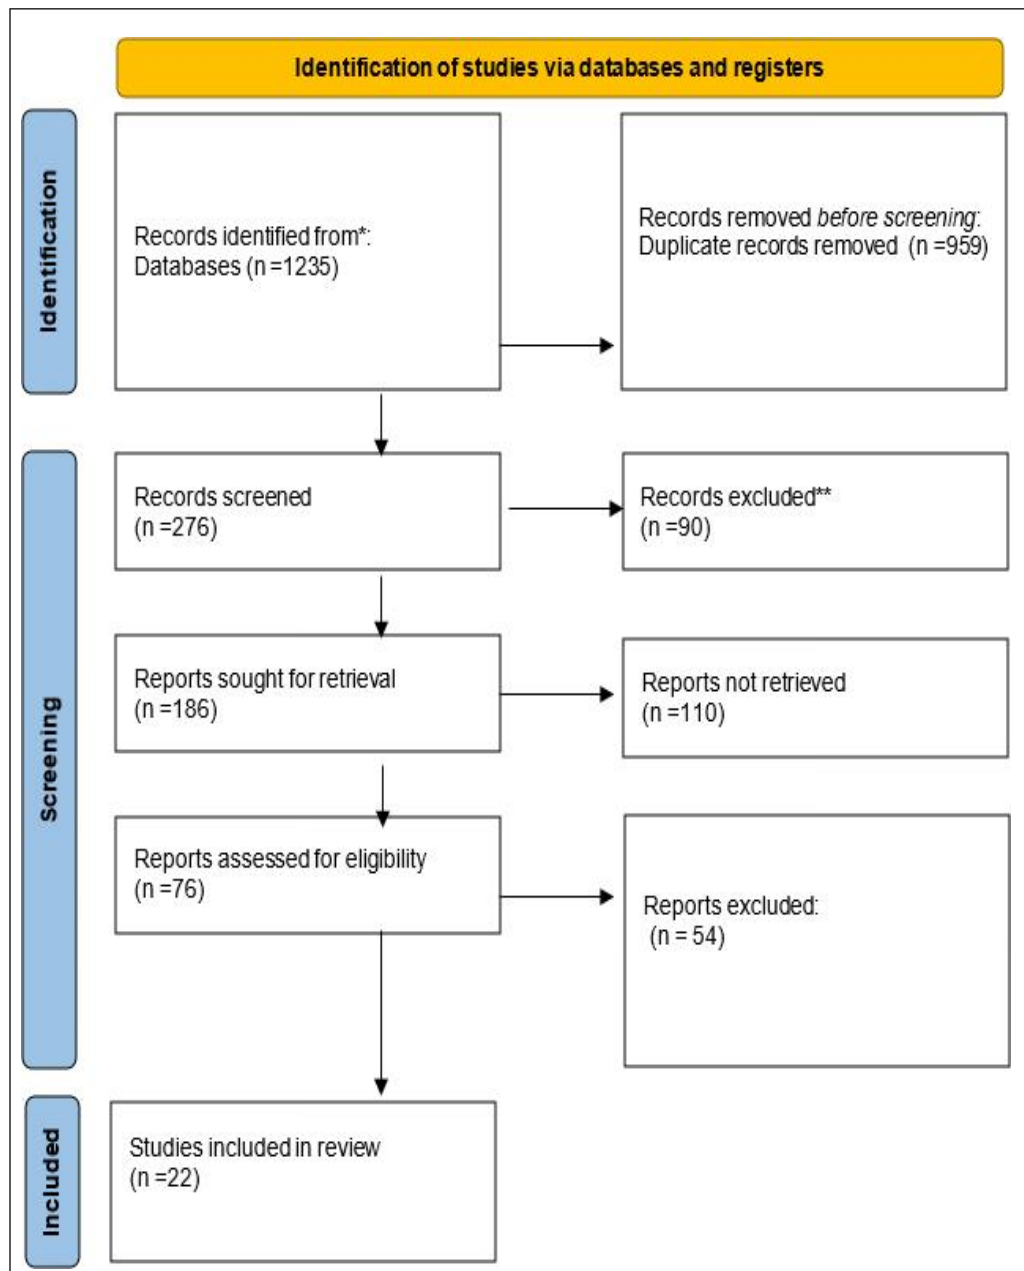 Identification of studies via databases and registers
Identification
Records identified from*:
Databases (n =1235)
Records removed before screening:
Duplicate records removed (n =959)
Screening
Records screened
(n =276)
Records excluded**
(n =90)
Reports sought for retrieval
(n =186)
Reports not retrieved
(n =110)
Reports assessed for eligibility
(n =76)
Reports excluded:
(n = 54)
Included
Studies included in review
(n =22)